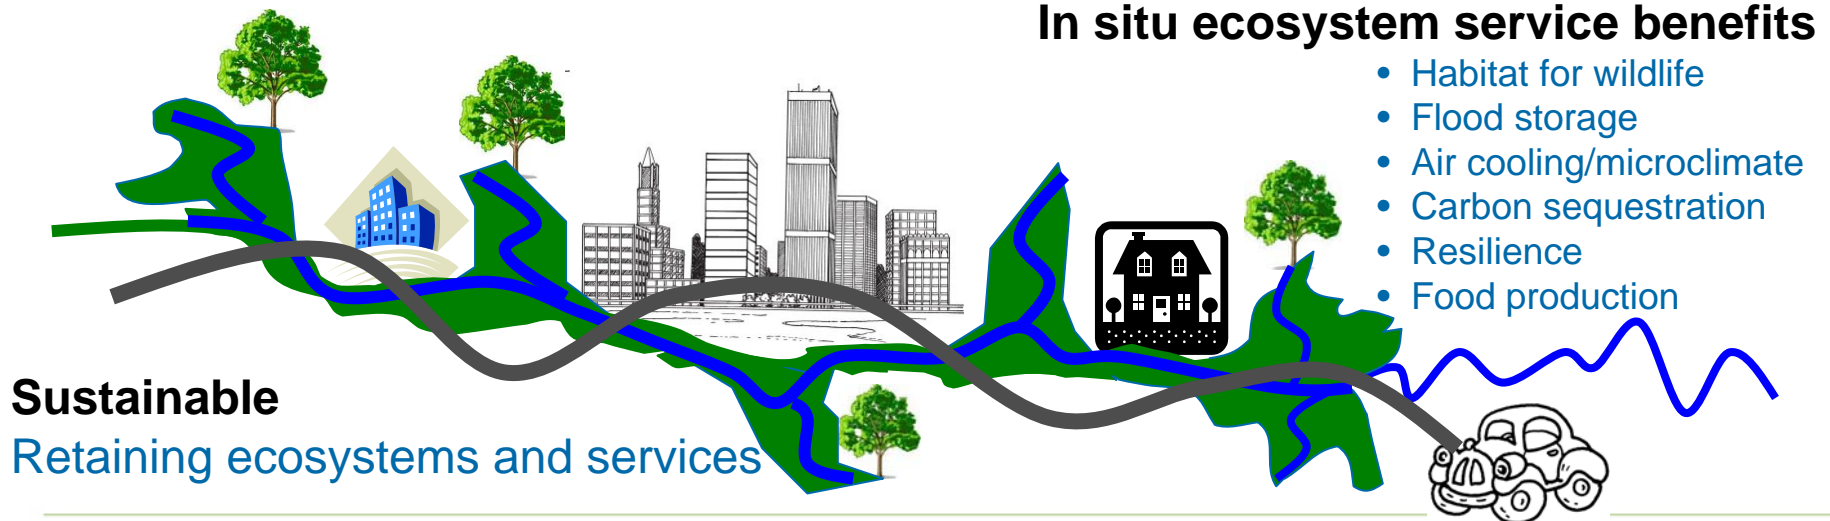 In situ ecosystem service benefits
• Habitat for wildlife
• Flood storage
• Air cooling/microclimate
• Carbon sequestration
• Resilience
• Food production
Sustainable
Retaining ecosystems and services